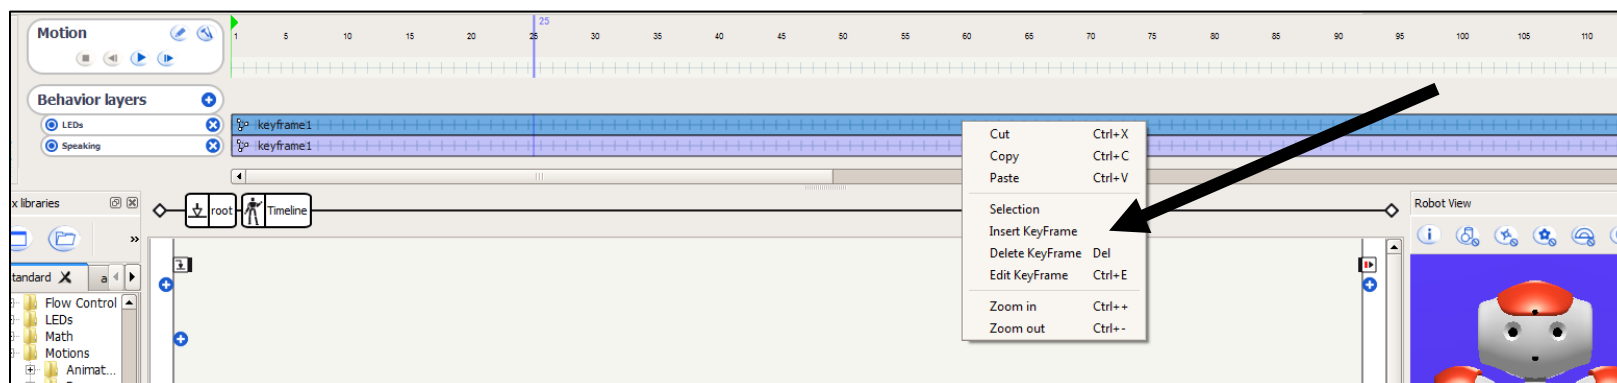 25
Motion
1 5 10 15 20 25 30 35 40 45 50 55 60 65 70 75 80 85 90 95 100 105 110
Behavior layers
LEDs
keyframe1
Speaking
keyframe1
Cut Ctrl+X
Copy Ctrl+C
Paste Ctrl+V
Selection
Insert KeyFrame
Delete KeyFrame Del
Edit KeyFrame Ctrl+E
Zoom in Ctrl++
Zoom out Ctrl+-
x libraries
root
Timeline
Robot View
»
tandard
a
Flow Control
LEDs
Math
Motions
Animat...